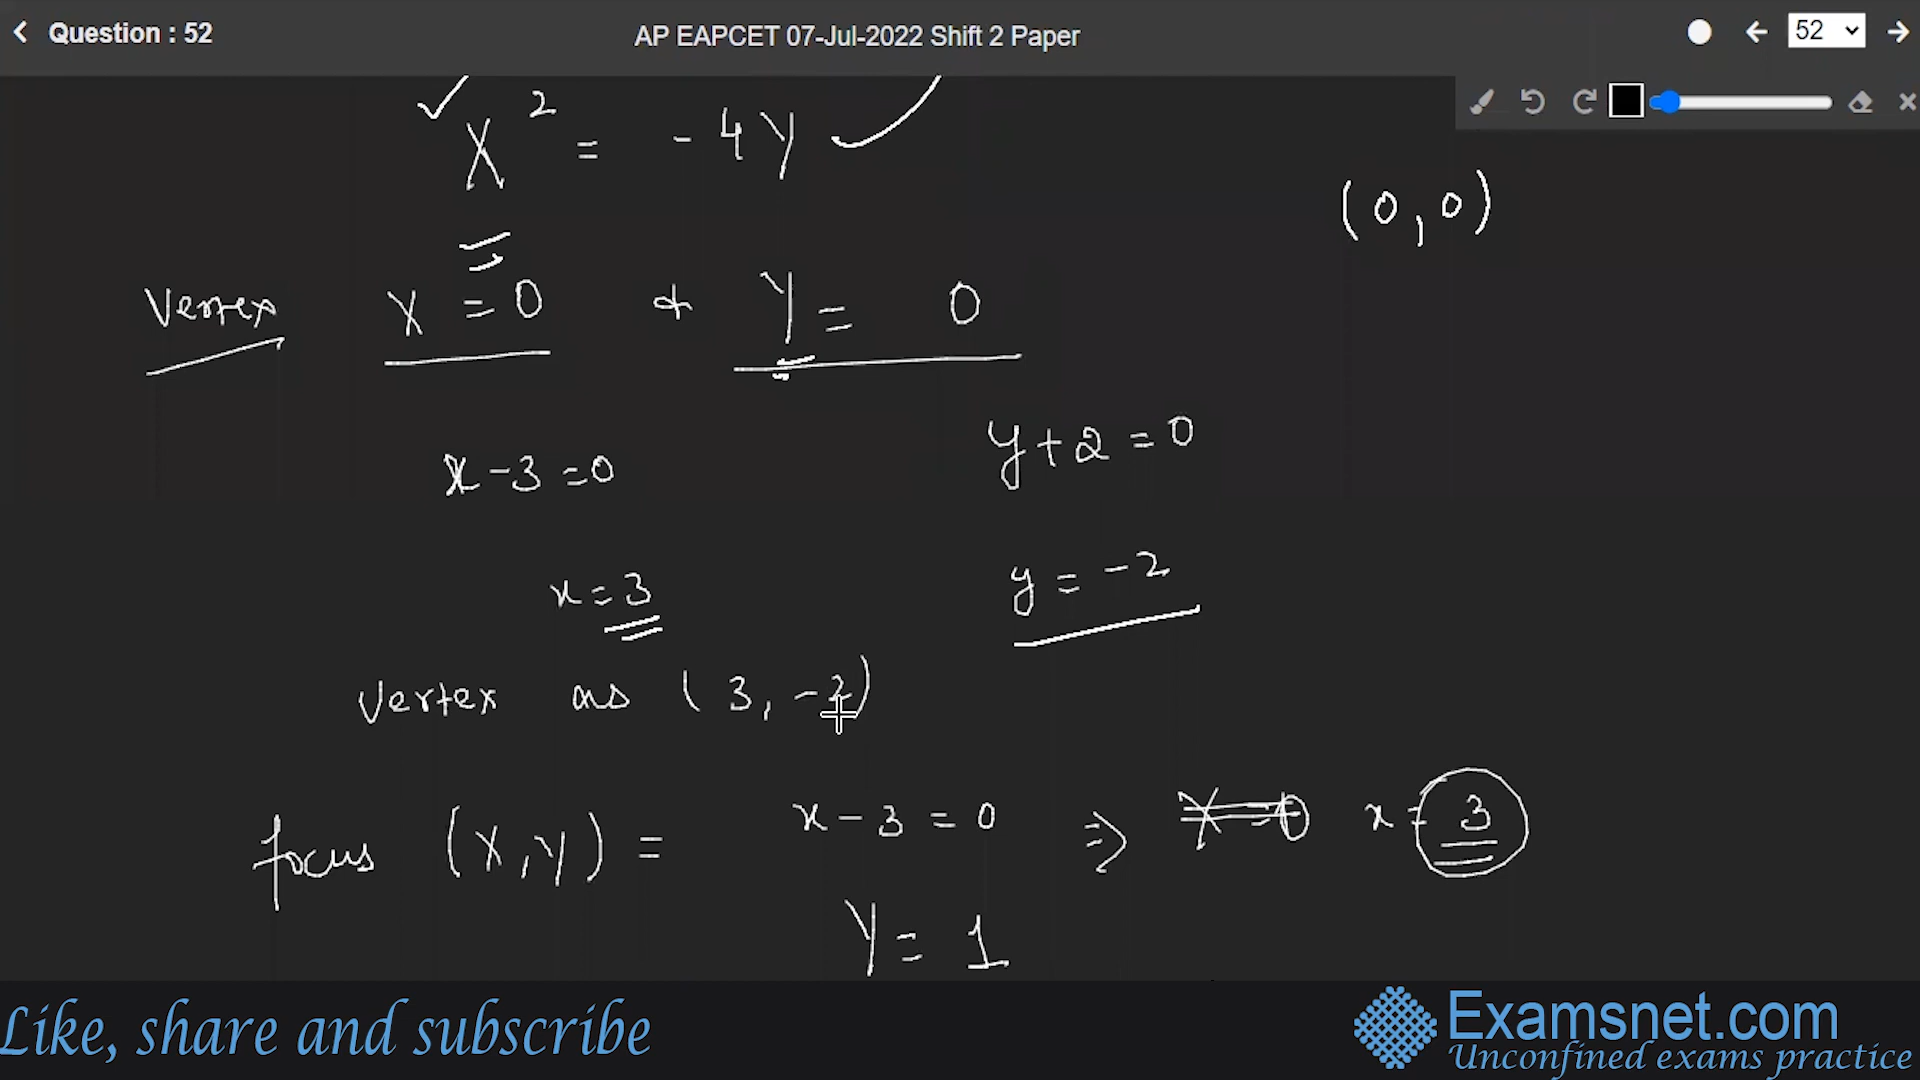 Question : 52
AP EAPCET 07-Jul-2022 Shift 2 Paper
52
X² = - 4Y
(0,0)
Vertex X = 0 & Y = 0
y+2 = 0
x-3 = 0
y = -2
x = 3
Vertex as (3, -2)
focus (X,Y) = x - 3 = 0 ⇒ X = 0 x = 3
Y = 1
Like, share and subscribe
Examsnet.com
Unconfined exams practice